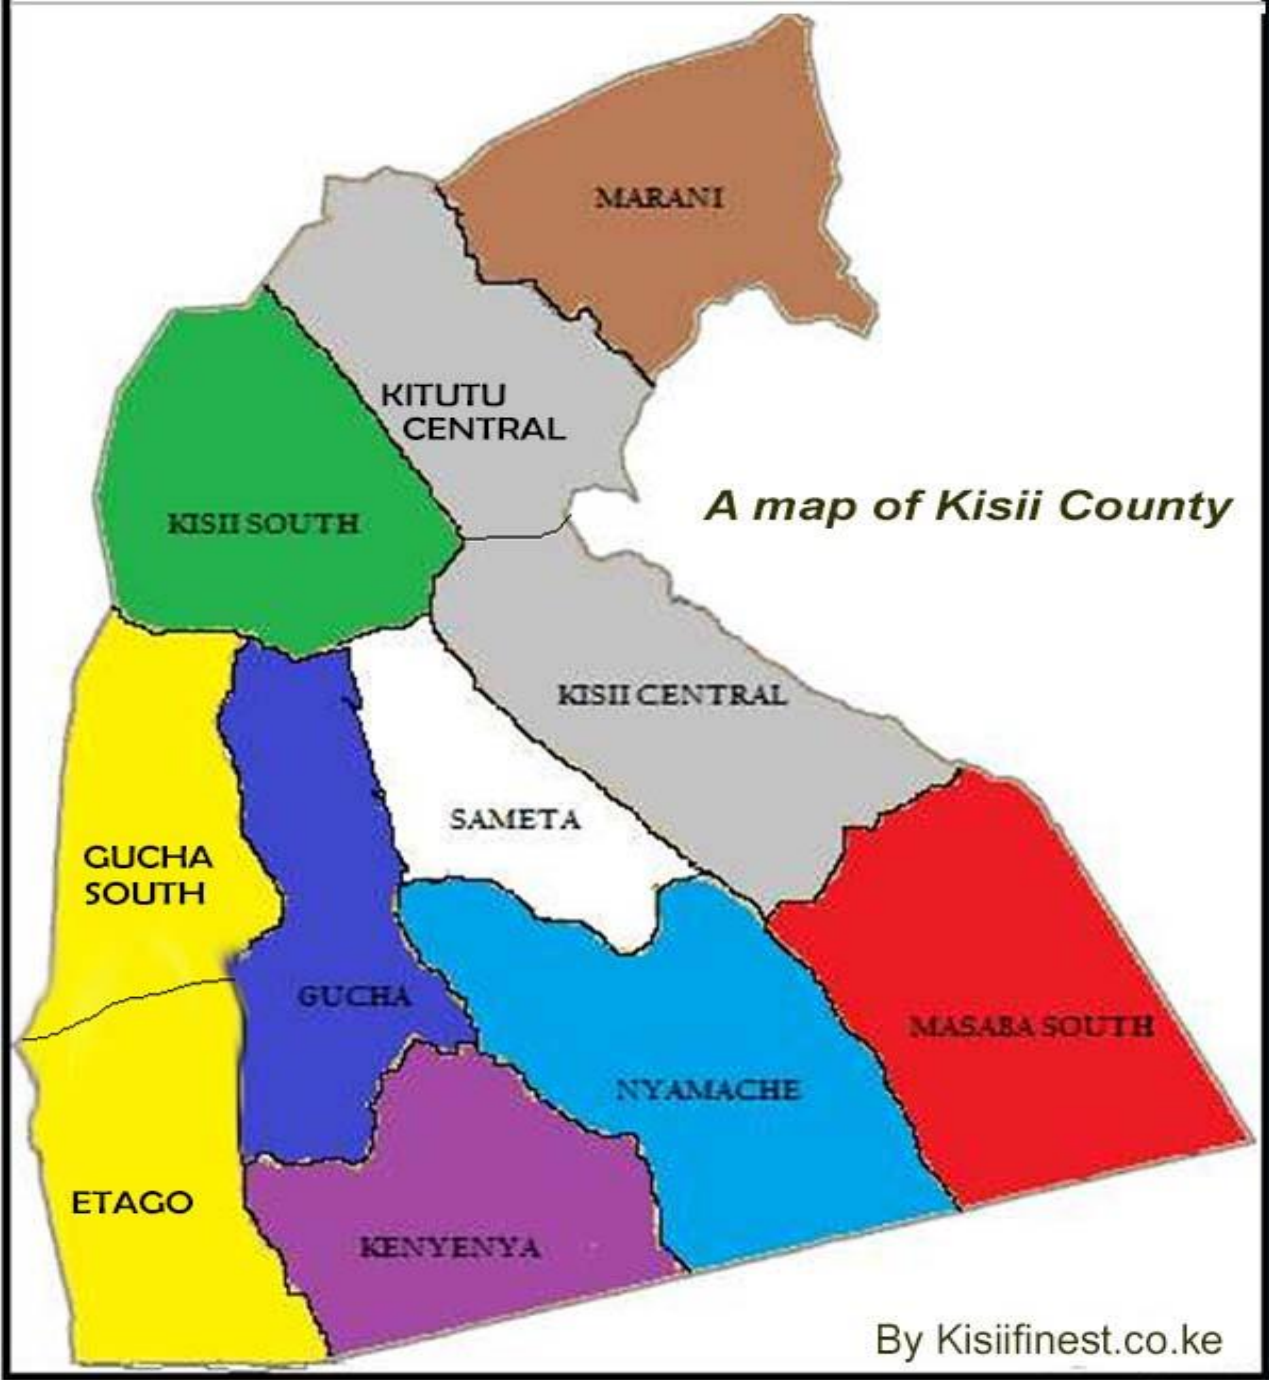 MARANI
KITUTU
CENTRAL
A map of Kisii County
KISII SOUTH
KISII CENTRAL
SAMETA
GUCHA
SOUTH
GUCHA
MASABA SOUTH
NYAMACHE
ETAGO
KENYENYA
By Kisiifinest.co.ke